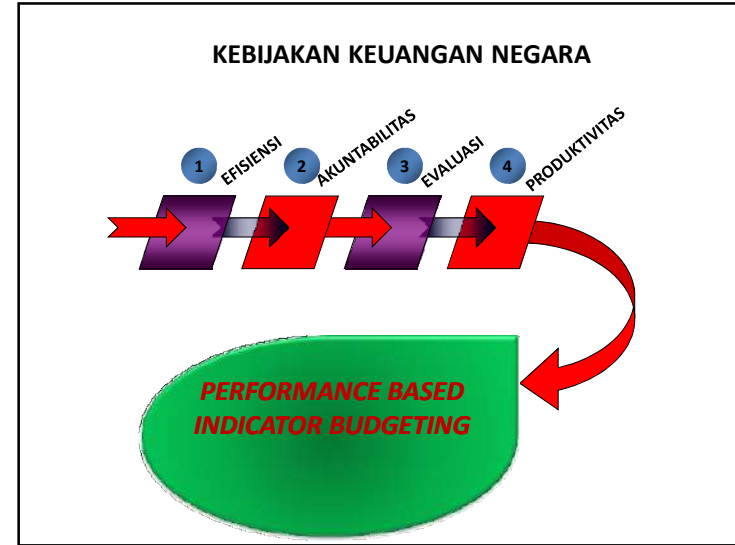 KEBIJAKAN KEUANGAN NEGARA
1 EFISIENSI
2 AKUNTABILITAS
3 EVALUASI
4 PRODUKTIVITAS
PERFORMANCE BASED
INDICATOR BUDGETING